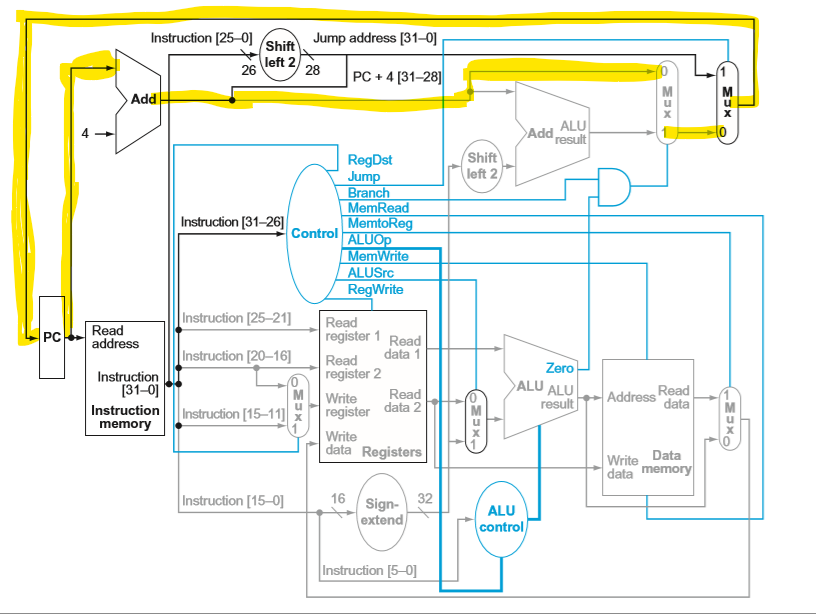 Instruction [25–0]
Shift
left 2
Jump address [31–0]
26
28
PC + 4 [31–28]
Add
4
0
M
u
x
1
1
M
u
x
0
Add
ALU
result
Shift
left 2
RegDst
Jump
Branch
MemRead
MemtoReg
ALUOp
MemWrite
ALUSrc
RegWrite
Control
Instruction [31–26]
PC
Read
address
Instruction
[31–0]
Instruction
memory
Instruction [25–21]
Instruction [20–16]
Instruction [15–11]
0
M
u
x
1
Read
register 1
Read
register 2
Write
register
Write
data
Read
data 1
Read
data 2
Registers
0
M
u
x
1
Zero
ALU
ALU
result
Address
Read
data
Write
data
Data
memory
1
M
u
x
0
Instruction [15–0]
16
Sign-
extend
32
ALU
control
Instruction [5–0]